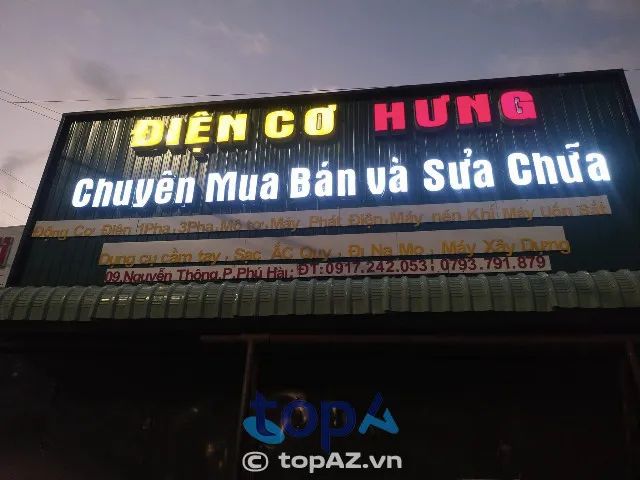 ĐIỆN CƠ HƯNG
Chuyên Mua Bán và Sửa Chữa
Động Cơ Điện 1Pha, 3Pha, Mô tơ, Máy Phát Điện, Máy nén Khí, Máy Uốn Sắt
Dụng cụ cầm tay, Sạc ẮC Quy, Đi Na Mo, Máy Xây Dựng
09.Nguyễn Thông.P.Phú Hài: ĐT:0917.242.053 : 0793.791.879
topA
© topAZ.vn